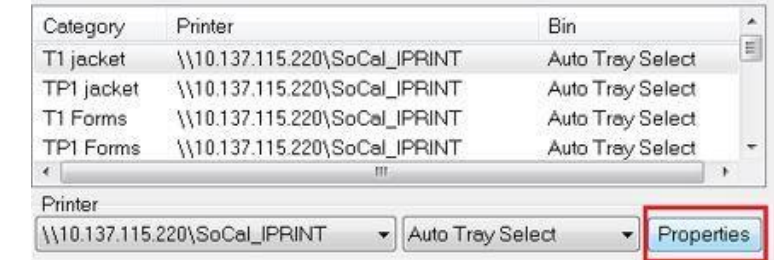 Category Printer Bin
T1 jacket \\10.137.115.220\SoCal_IPRINT Auto Tray Select
TP1 jacket \\10.137.115.220\SoCal_IPRINT Auto Tray Select
T1 Forms \\10.137.115.220\SoCal_IPRINT Auto Tray Select
TP1 Forms \\10.137.115.220\SoCal_IPRINT Auto Tray Select
Printer
\\10.137.115.220\SoCal_IPRINT Auto Tray Select Properties